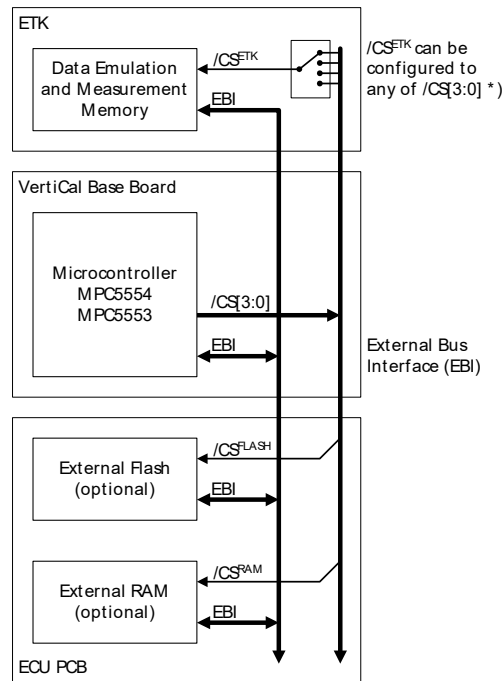 ETK
/CSETK
Data Emulation
and Measurement
Memory
EBI
/CSETK can be
configured to
any of /CS[3:0] *)
VertiCal Base Board
Microcontroller
MPC5554
MPC5553
/CS[3:0]
EBI
External Bus
Interface (EBI)
/CSFLASH
External Flash
(optional)
EBI
/CSRAM
External RAM
(optional)
EBI
ECU PCB